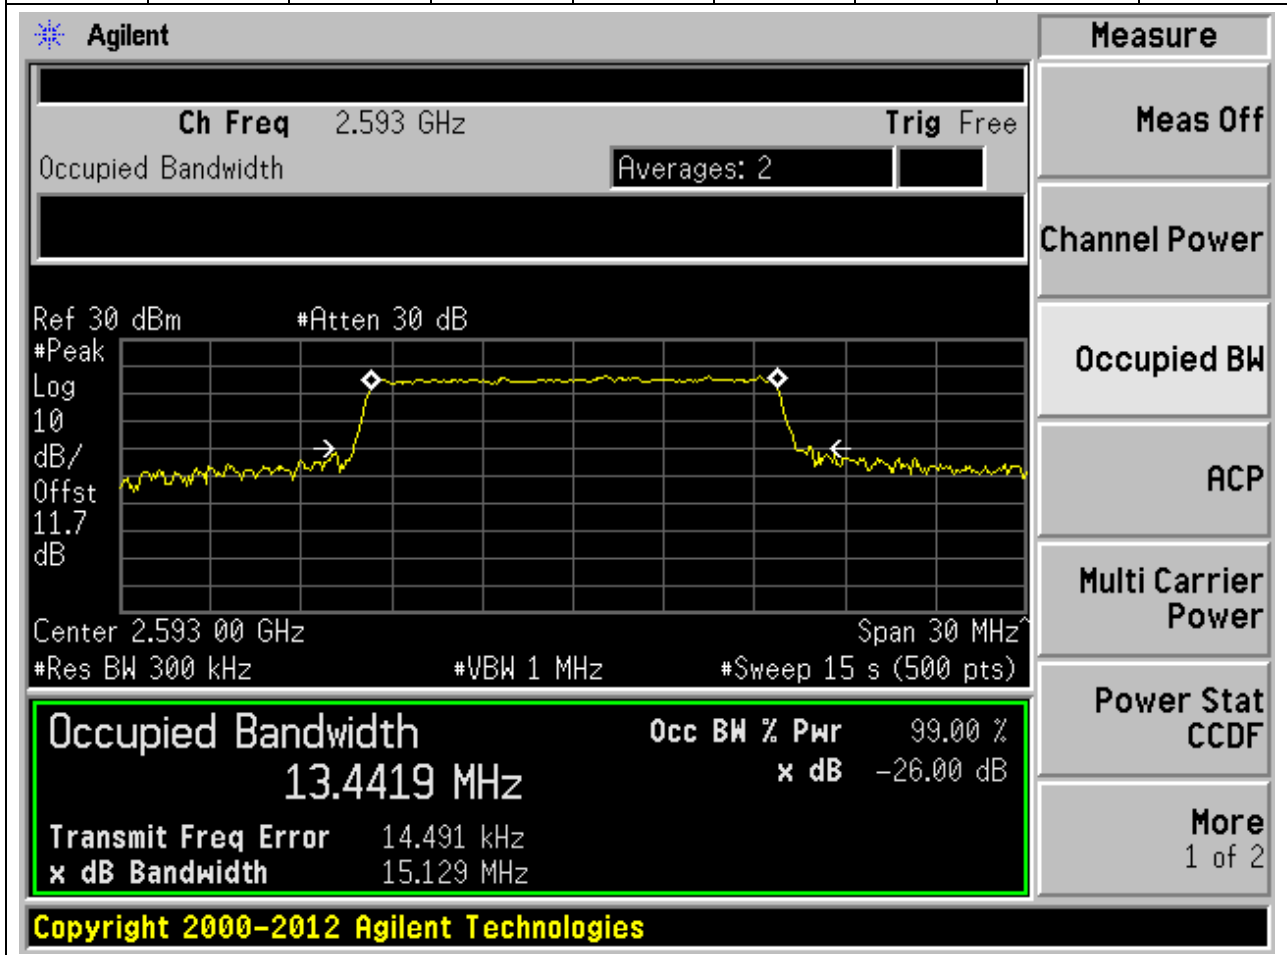 Agilent
Measure
Ch Freq 2.593 GHz Trig Free
Meas Off
Occupied Bandwidth Averages: 2
Channel Power
Ref 30 dBm #Atten 30 dB
#Peak
Log
10
dB/
Offst
11.7
dB
Occupied BW
ACP
Center 2.593 00 GHz Span 30 MHz^
#Res BW 300 kHz #VBW 1 MHz #Sweep 15 s (500 pts)
Multi Carrier
Power
Occupied Bandwidth Occ BW % Pwr 99.00 %
13.4419 MHz x dB -26.00 dB
Transmit Freq Error 14.491 kHz
x dB Bandwidth 15.129 MHz
Power Stat
CCDF
More
1 of 2
Copyright 2000-2012 Agilent Technologies